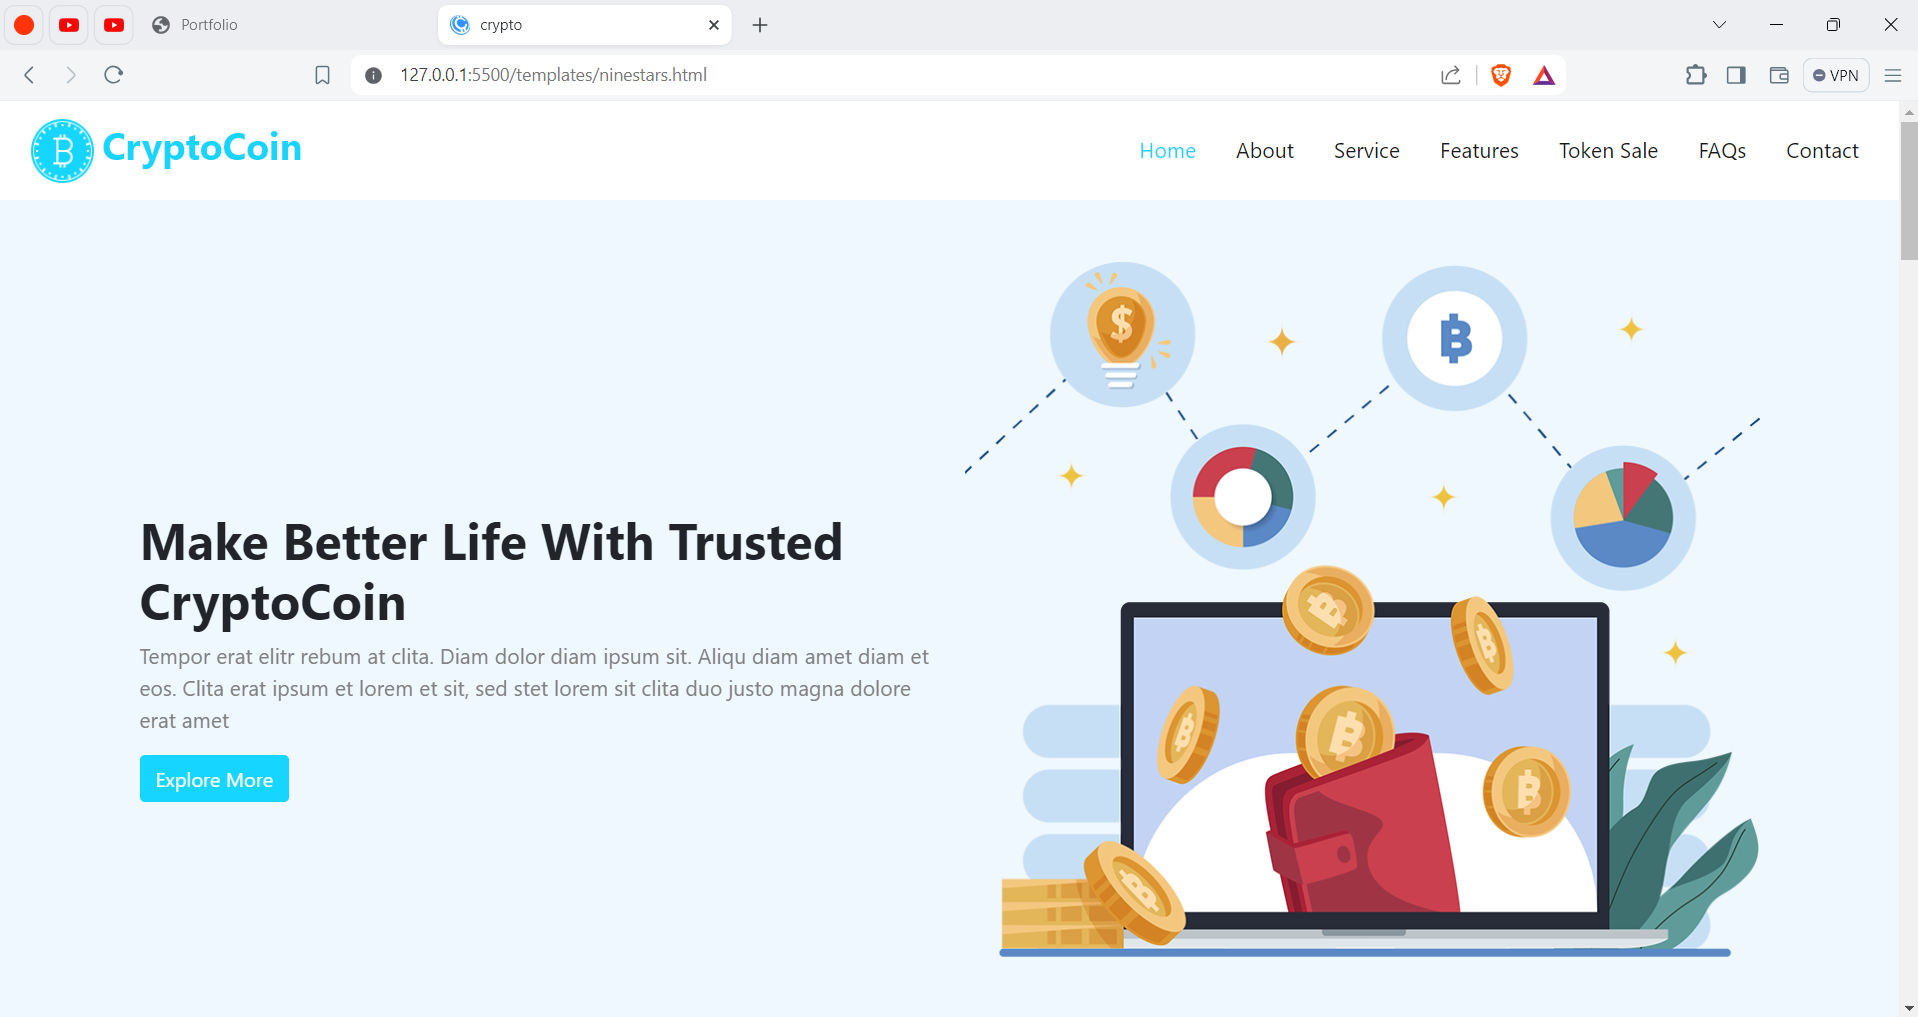 Portfolio
crypto
127.0.0.1:5500/templates/ninestars.html
VPN
CryptoCoin
Home
About
Service
Features
Token Sale
FAQs
Contact
Make Better Life With Trusted
CryptoCoin
Tempor erat elitr rebum at clita. Diam dolor diam ipsum sit. Aliqu diam amet diam et
eos. Clita erat ipsum et lorem et sit, sed stet lorem sit clita duo justo magna dolore
erat amet
Explore More